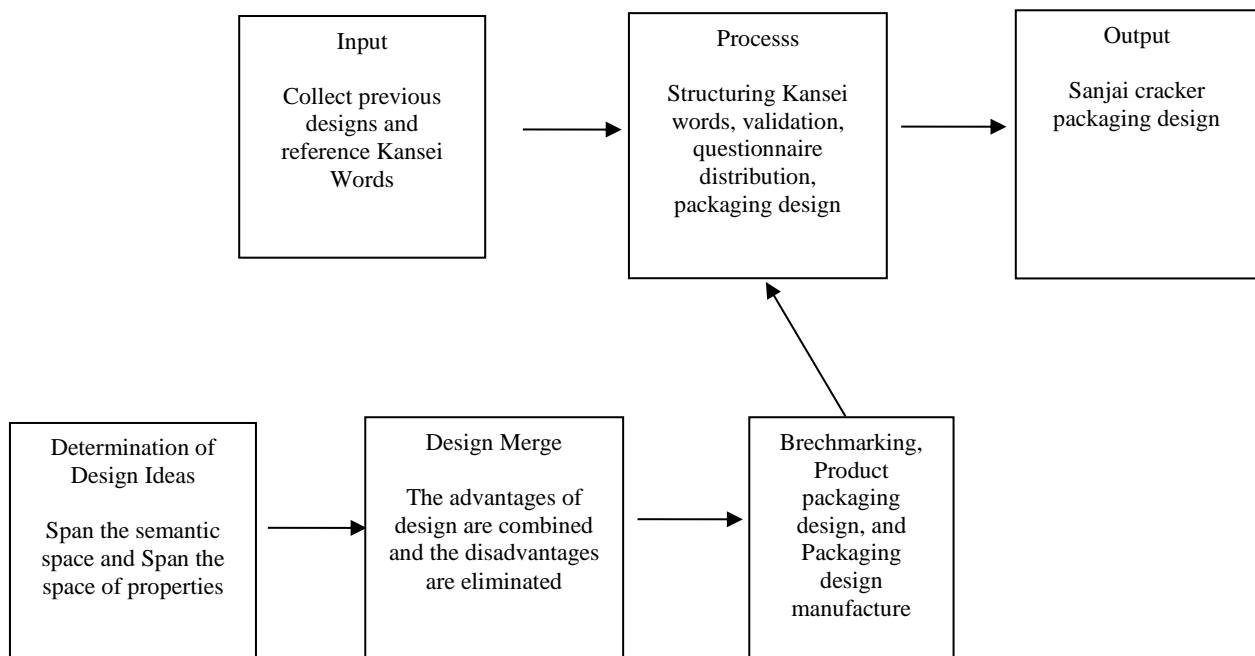 Input
Collect previous
designs and
reference Kansei
Words
Processs
Structuring Kansei
words, validation,
questionnaire
distribution,
packaging design
Output
Sanjai cracker
packaging design
Determination of
Design Ideas
Span the semantic
space and Span the
space of properties
Design Merge
The advantages of
design are combined
and the disadvantages
are eliminated
Brechmarking,
Product
packaging
design, and
Packaging
design
manufacture